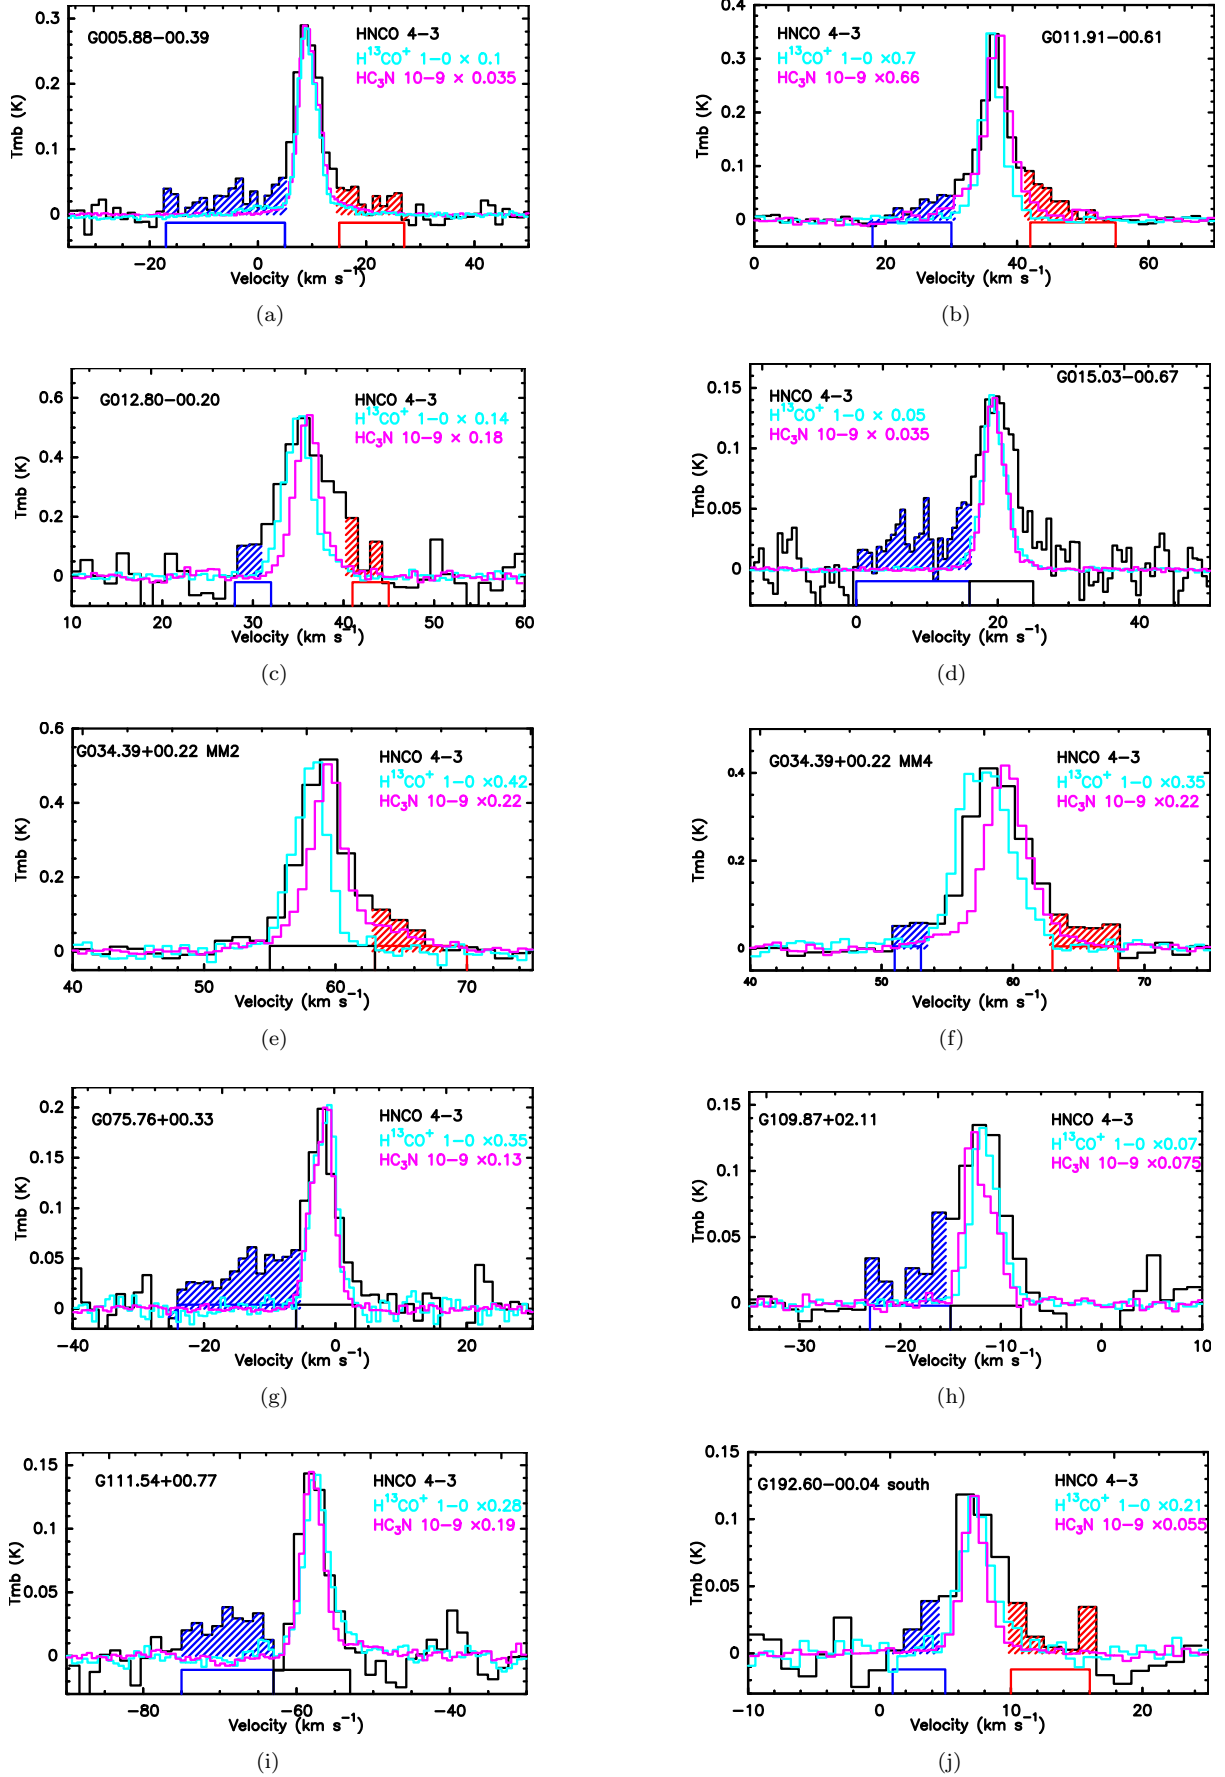 G005.88−00.39
HNCO 4−3
H¹³CO⁺ 1−0 × 0.1
HC₃N 10−9 × 0.035
Tmb (K)
0.3
0.2
0.1
0
−20 0 20 40
Velocity (km s⁻¹)
(a)
HNCO 4−3
H¹³CO⁺ 1−0 ×0.7
HC₃N 10−9 ×0.66
G011.91−00.61
Tmb (K)
0.4
0.3
0.2
0.1
0
0 20 40 60
Velocity (km s⁻¹)
(b)
G012.80−00.20
HNCO 4−3
H¹³CO⁺ 1−0 × 0.14
HC₃N 10−9 × 0.18
Tmb (K)
0.6
0.4
0.2
0
10 20 30 40 50 60
Velocity (km s⁻¹)
(c)
G015.03−00.67
HNCO 4−3
H¹³CO⁺ 1−0 × 0.05
HC₃N 10−9 × 0.035
Tmb (K)
0.15
0.1
0.05
0
0 20 40
Velocity (km s⁻¹)
(d)
G034.39+00.22 MM2
HNCO 4−3
H¹³CO⁺ 1−0 ×0.42
HC₃N 10−9 ×0.22
Tmb (K)
0.6
0.4
0.2
0
40 50 60 70
Velocity (km s⁻¹)
(e)
G034.39+00.22 MM4
HNCO 4−3
H¹³CO⁺ 1−0 ×0.35
HC₃N 10−9 ×0.22
Tmb (K)
0.4
0.2
0
40 50 60 70
Velocity (km s⁻¹)
(f)
G075.76+00.33
HNCO 4−3
H¹³CO⁺ 1−0 ×0.35
HC₃N 10−9 ×0.13
Tmb (K)
0.2
0.15
0.1
0.05
0
−40 −20 0 20
Velocity (km s⁻¹)
(g)
G109.87+02.11
HNCO 4−3
H¹³CO⁺ 1−0 ×0.07
HC₃N 10−9 ×0.075
Tmb (K)
0.15
0.1
0.05
0
−30 −20 −10 0 10
Velocity (km s⁻¹)
(h)
G111.54+00.77
HNCO 4−3
H¹³CO⁺ 1−0 ×0.28
HC₃N 10−9 ×0.19
Tmb (K)
0.15
0.1
0.05
0
−80 −60 −40
Velocity (km s⁻¹)
(i)
G192.60−00.04 south
HNCO 4−3
H¹³CO⁺ 1−0 ×0.21
HC₃N 10−9 ×0.055
Tmb (K)
0.15
0.1
0.05
0
−10 0 10 20
Velocity (km s⁻¹)
(j)